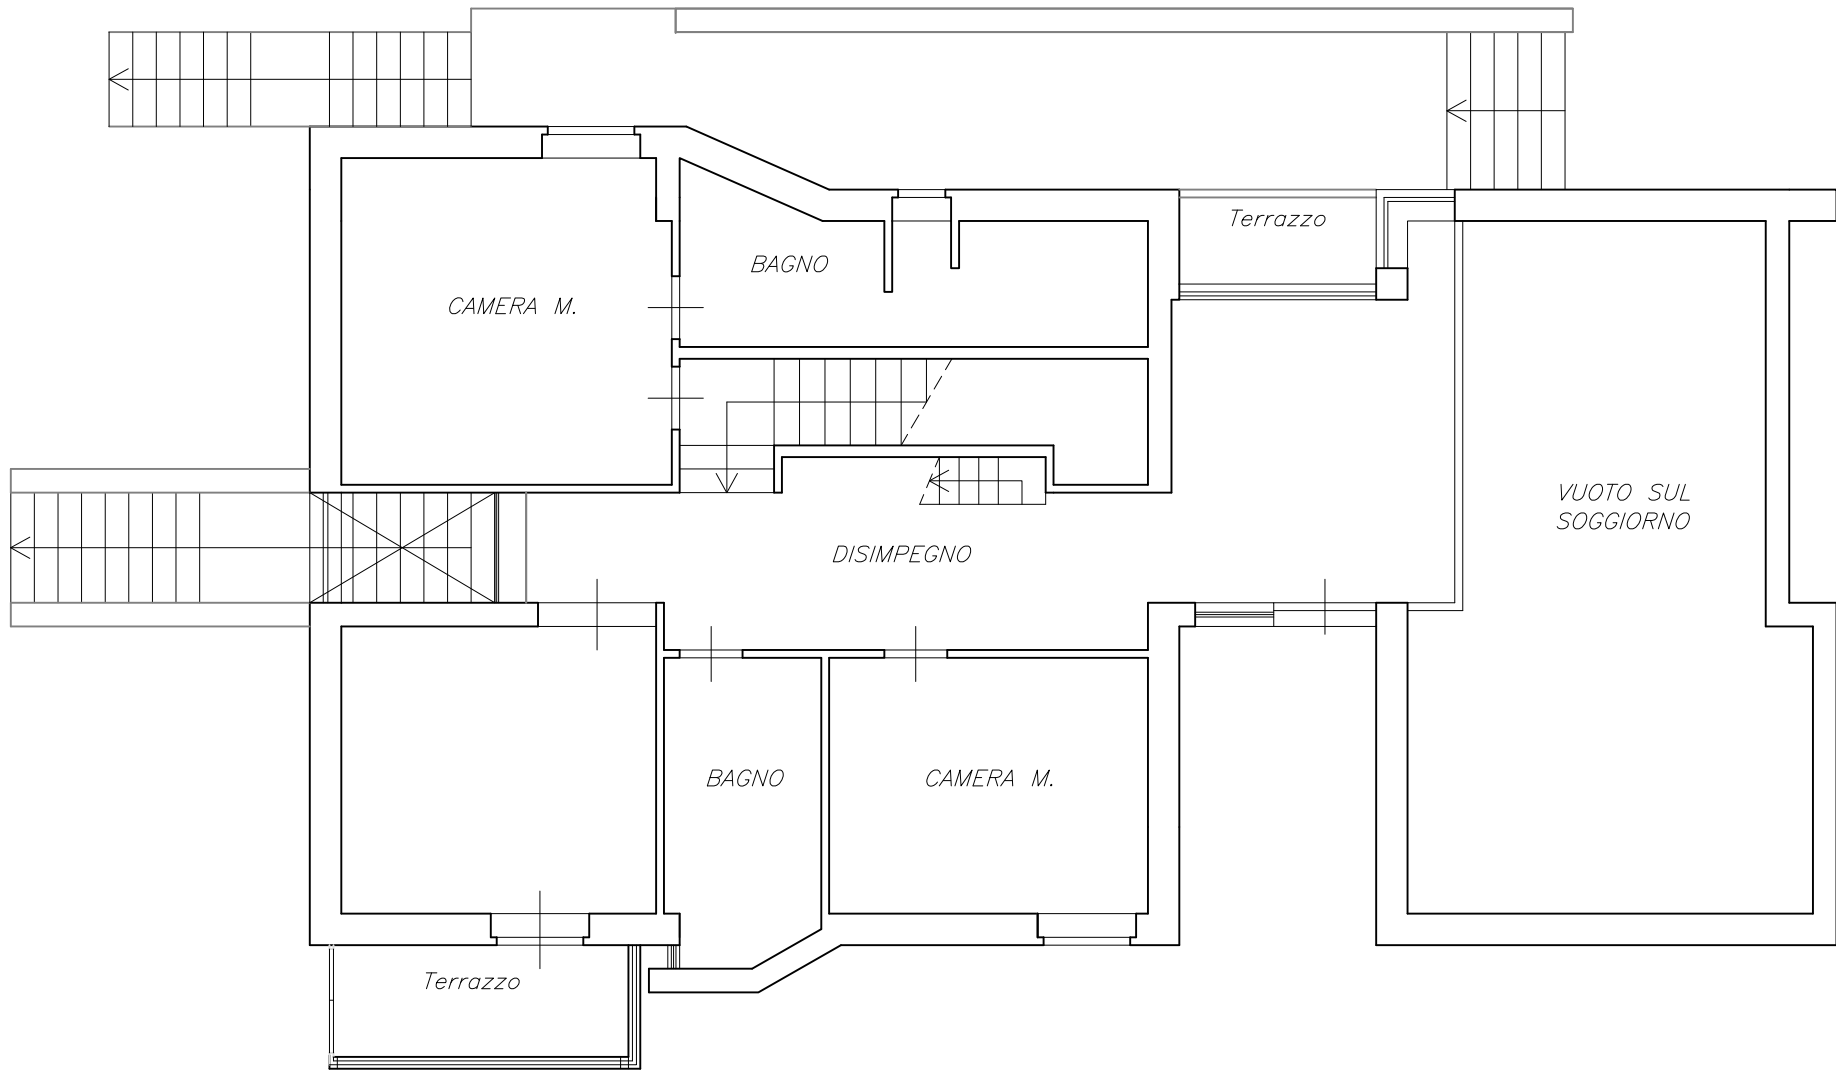 Terrazzo
BAGNO
CAMERA M.
VUOTO SUL
SOGGIORNO
DISIMPEGNO
BAGNO
CAMERA M.
Terrazzo